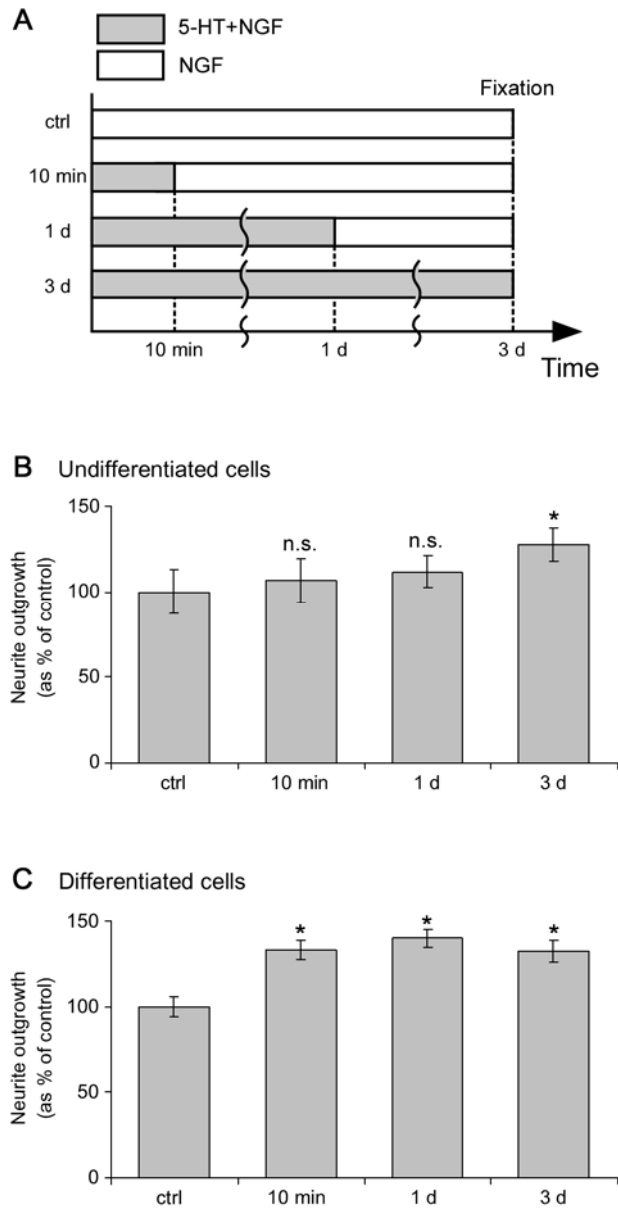 A
5-HT+NGF
NGF
Fixation
ctrl
10 min
1 d
3 d
10 min 1 d 3 d
Time
B Undifferentiated cells
Neurite outgrowth
(as % of control)
150
100
50
0
n.s.
n.s.
*
ctrl 10 min 1 d 3 d
C Differentiated cells
Neurite outgrowth
(as % of control)
150
100
50
0
* * *
ctrl 10 min 1 d 3 d